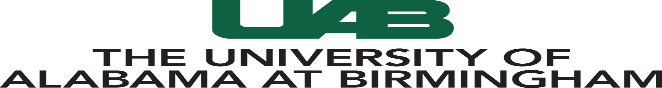 UAB
THE UNIVERSITY OF
ALABAMA AT BIRMINGHAM